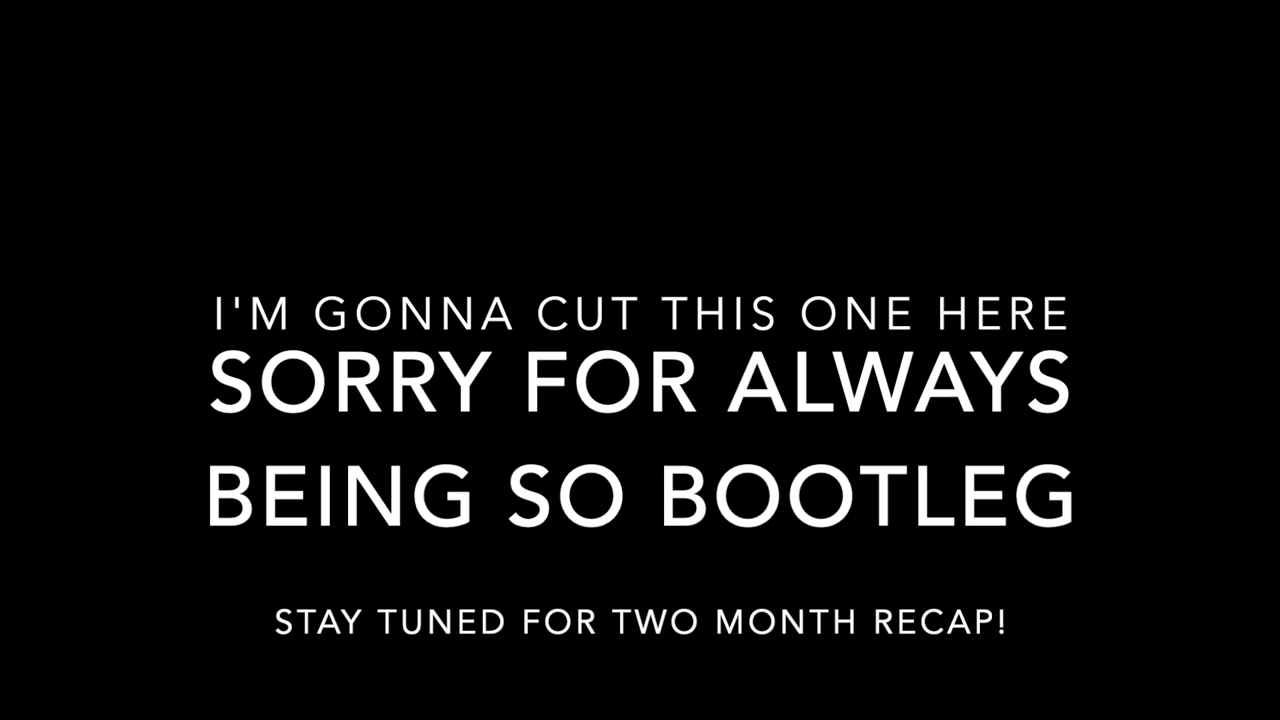 I'M GONNA CUT THIS ONE HERE
SORRY FOR ALWAYS
BEING SO BOOTLEG
STAY TUNED FOR TWO MONTH RECAP!